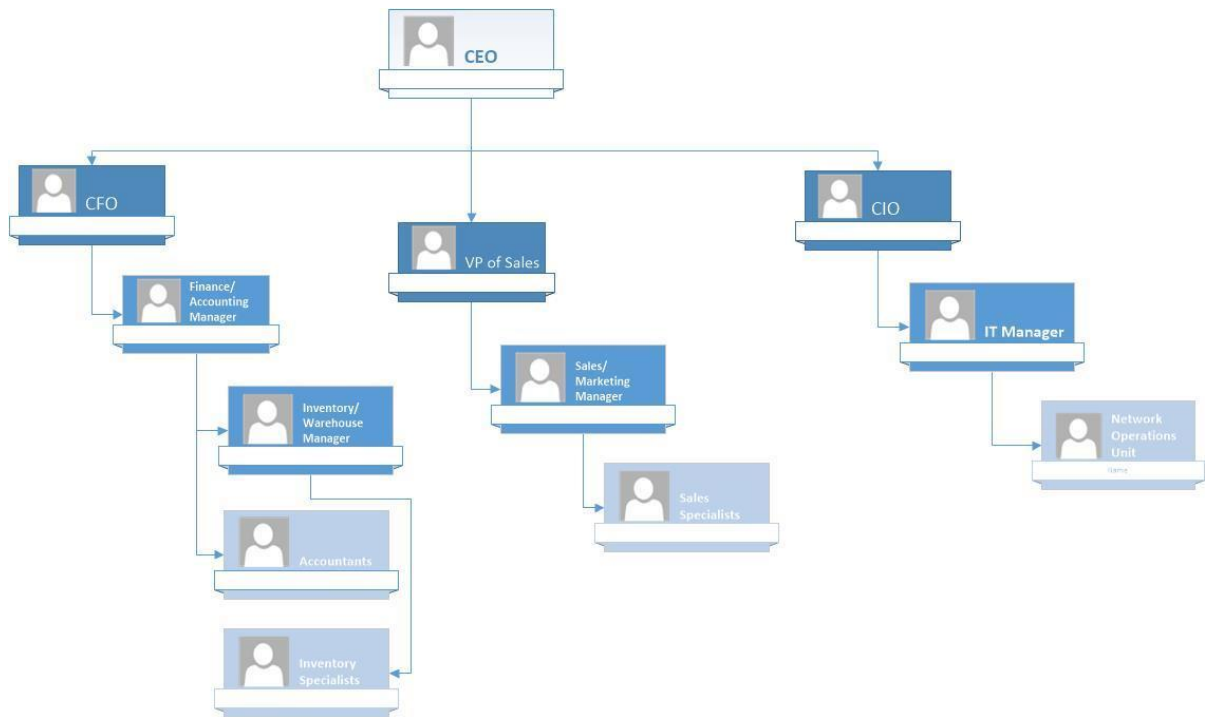 CEO
CFO
CIO
VP of Sales
Finance/
Accounting
Manager
IT Manager
Sales/
Marketing
Manager
Inventory/
Warehouse
Manager
Network
Operations
Unit
Name
Sales
Specialists
Accountants
Inventory
Specialists